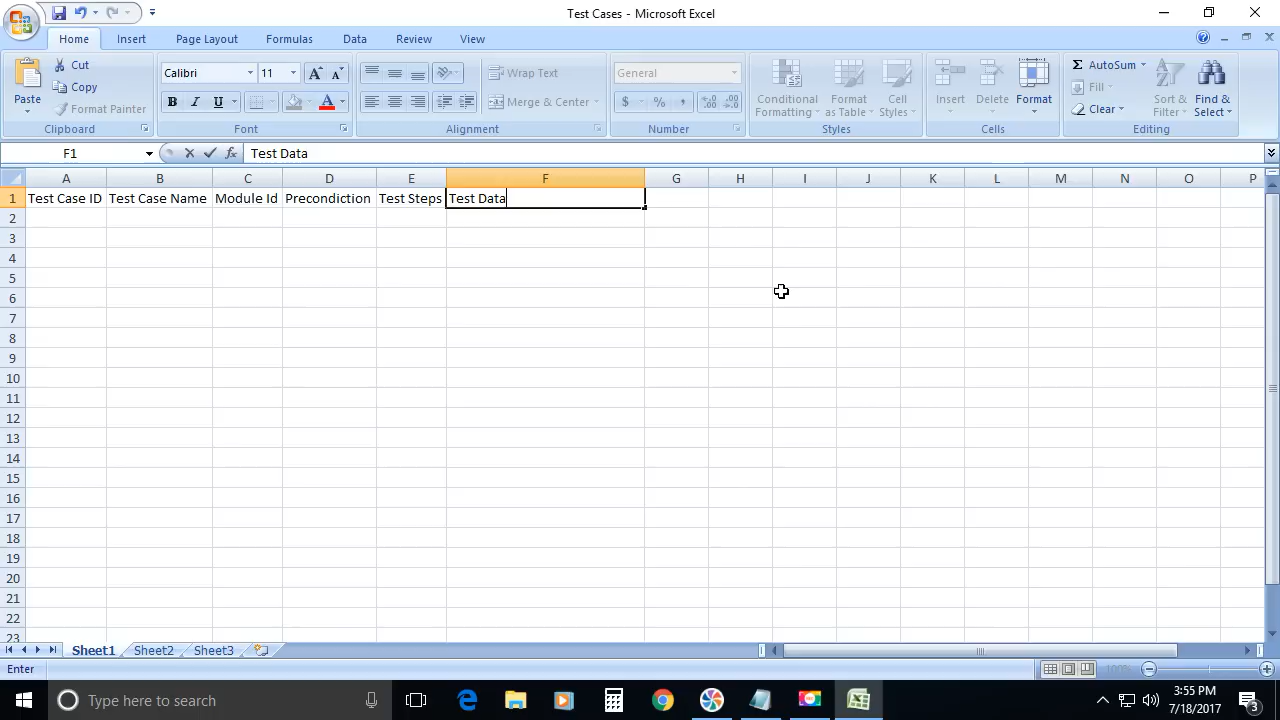 Test Cases - Microsoft Excel
Home Insert Page Layout Formulas Data Review View
Paste Cut Copy Format Painter Clipboard
Calibri 11 A A B I U A Font
Wrap Text Merge & Center Alignment
General $ % , Number
Conditional Formatting Format as Table Cell Styles Styles
Insert Delete Format Cells
AutoSum Fill Clear Sort & Filter Find & Select Editing
F1 fx Test Data
A B C D E F G H I J K L M N O P
1 Test Case ID Test Case Name Module Id Precondiction Test Steps Test Data
2
3
4
5
6
7
8
9
10
11
12
13
14
15
16
17
18
19
20
21
22
23
Sheet1 Sheet2 Sheet3
Enter 100%
Type here to search 3:55 PM
7/18/2017 3